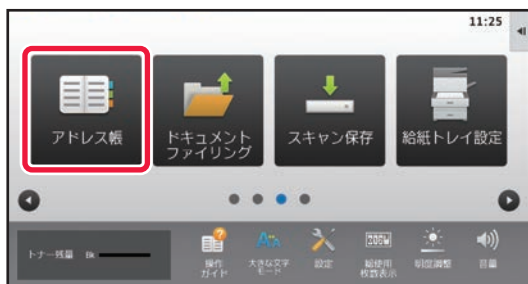 11:25
アドレス帳
ドキュメント
ファイリング
スキャン保存
給紙トレイ設定
トナー残量 Bk
操作
ガイド
大きな文字
モード
設定
総使用
枚数表示
明度調整
音量